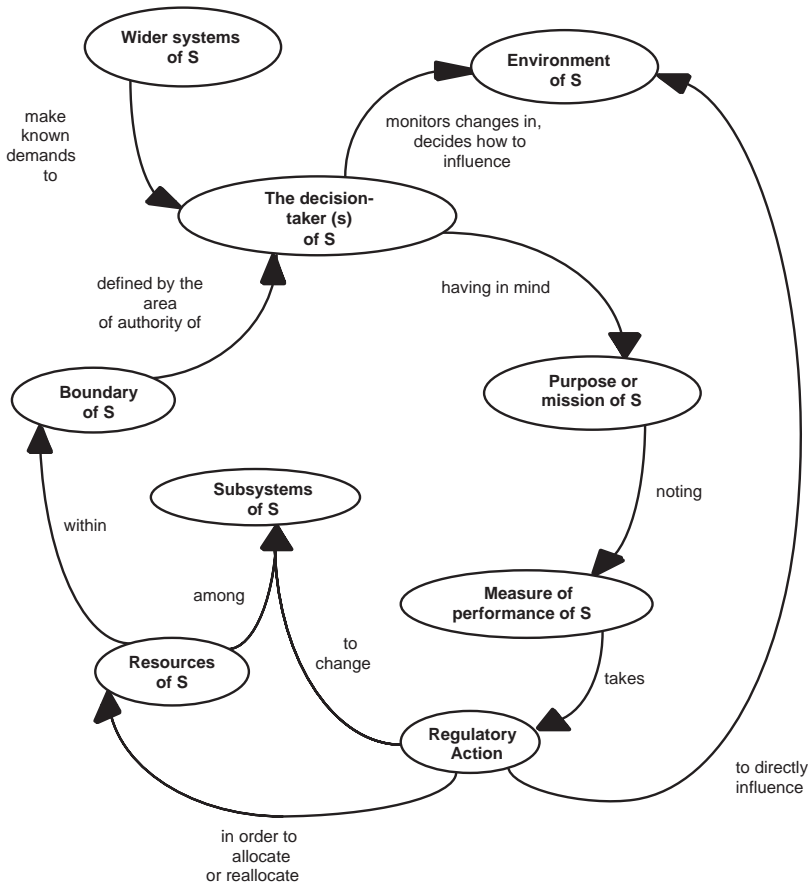 Wider systems
of S
Environment
of S
make
known
demands
to
monitors changes in,
decides how to
influence
The decision-
taker (s)
of S
defined by the
area
of authority of
having in mind
Boundary
of S
Purpose or
mission of S
Subsystems
of S
noting
within
among
Measure of
performance of S
to
change
Resources
of S
takes
Regulatory
Action
to directly
influence
in order to
allocate
or reallocate